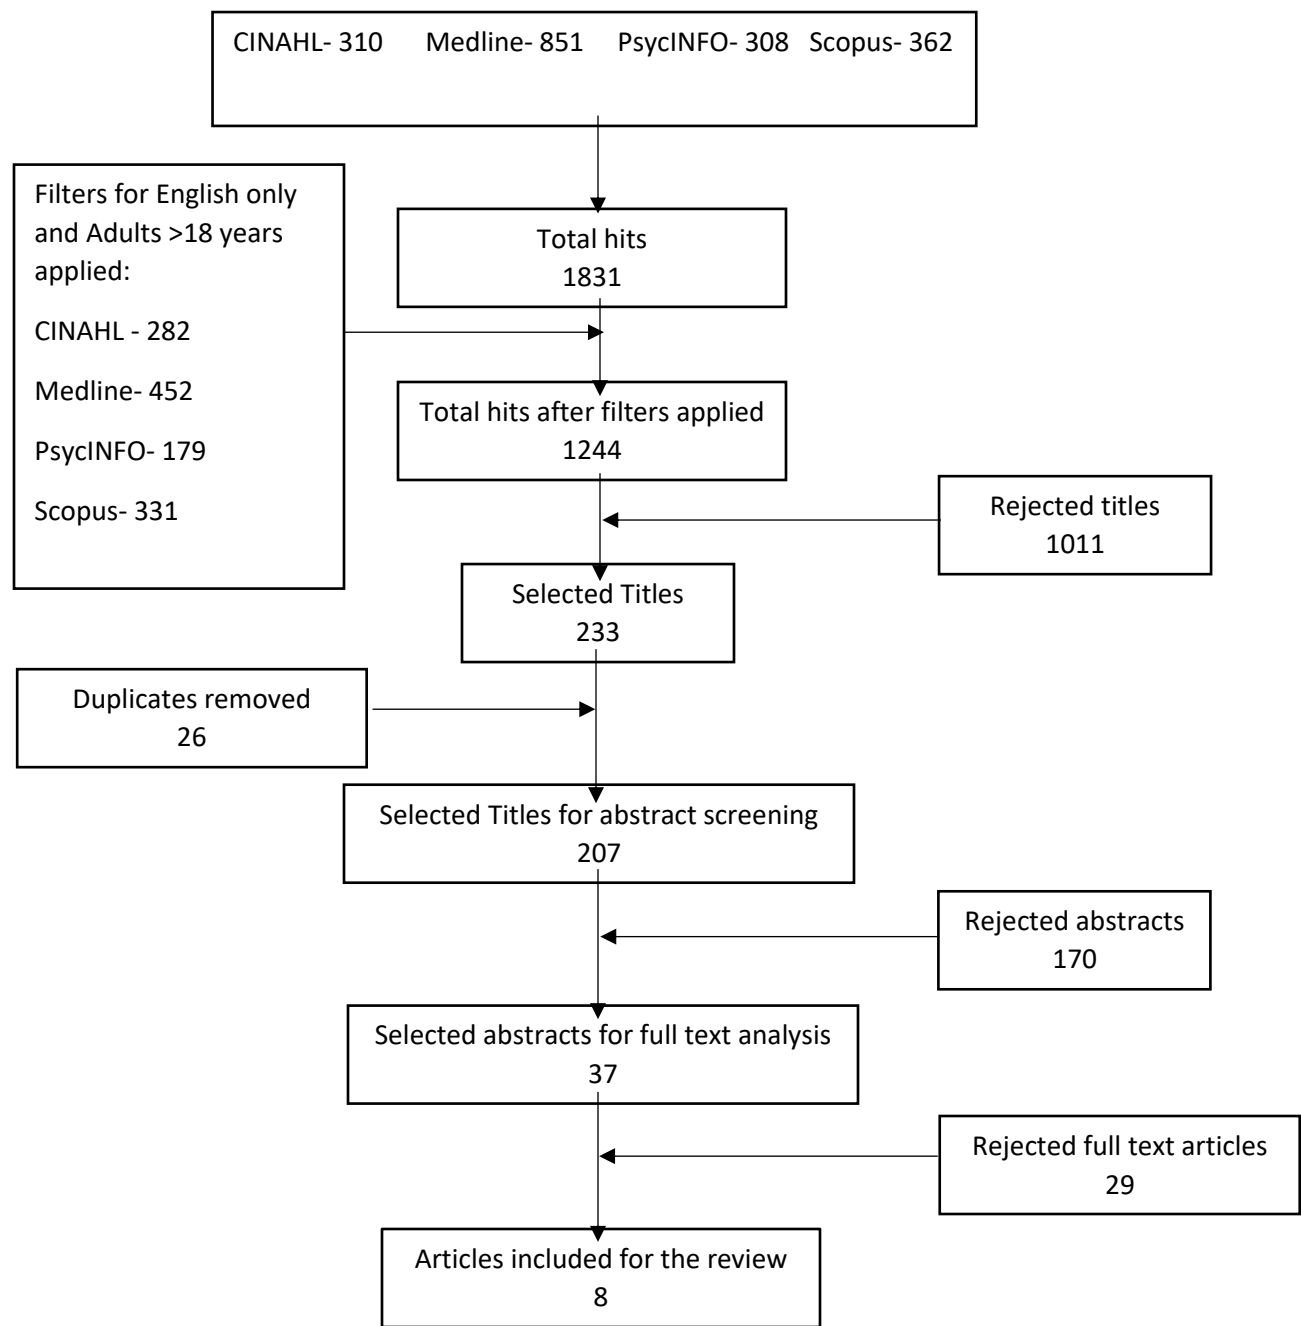 CINAHL- 310 Medline- 851 PsycINFO- 308 Scopus- 362
Filters for English only
and Adults >18 years
applied:
CINAHL - 282
Medline- 452
PsycINFO- 179
Scopus- 331
Total hits
1831
Total hits after filters applied
1244
Rejected titles
1011
Selected Titles
233
Duplicates removed
26
Selected Titles for abstract screening
207
Rejected abstracts
170
Selected abstracts for full text analysis
37
Rejected full text articles
29
Articles included for the review
8